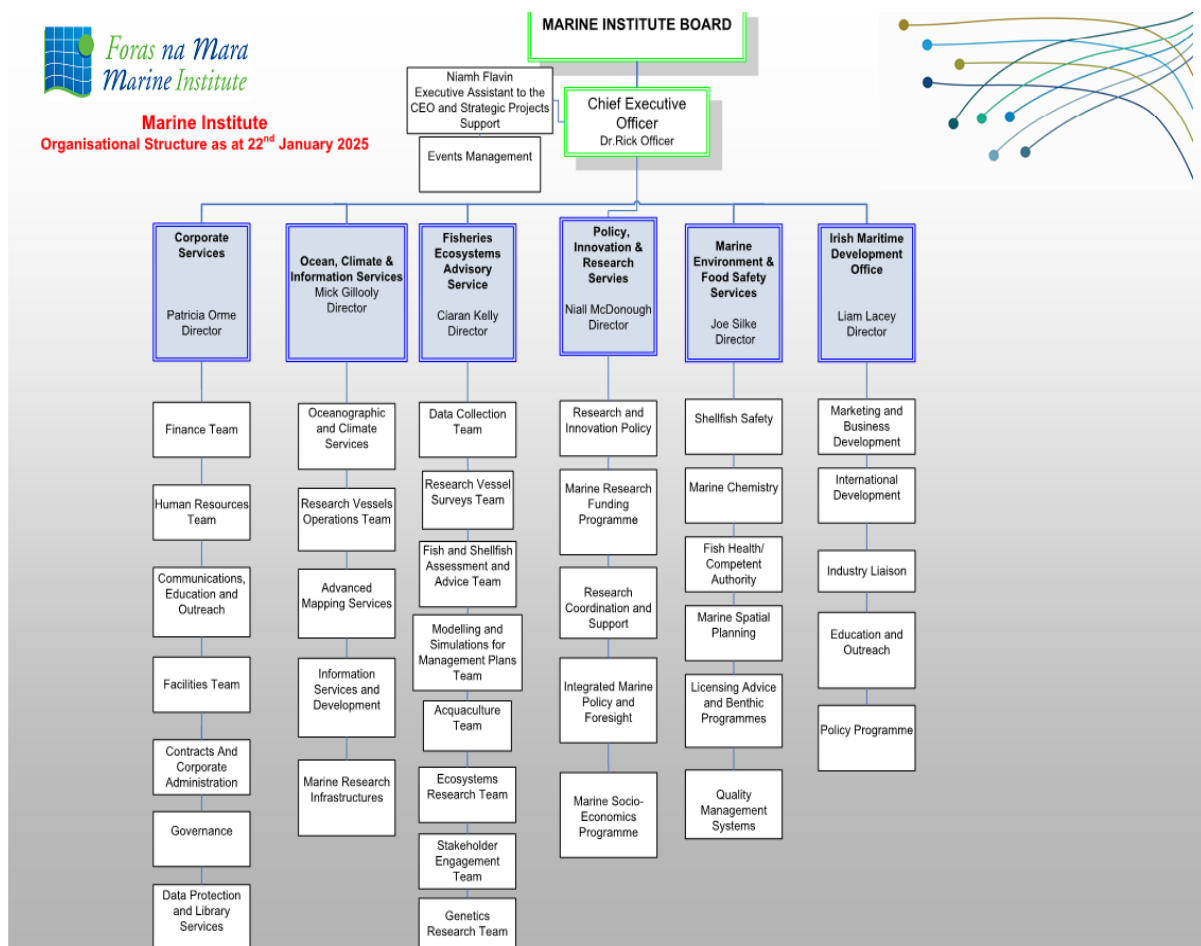 Foras na Mara
Marine Institute
Marine Institute
Organisational Structure as at 22nd January 2025
MARINE INSTITUTE BOARD
Niamh Flavin
Executive Assistant to the
CEO and Strategic Projects
Support
Chief Executive
Officer
Dr.Rick Officer
Events Management
Corporate
Services
Patricia Orme
Director
Ocean, Climate &
Information Services
Mick Gillooly
Director
Fisheries
Ecosystems
Advisory
Service
Ciaran Kelly
Director
Policy,
Innovation &
Research
Servies
Niall McDonough
Director
Marine
Environment &
Food Safety
Services
Joe Silke
Director
Irish Maritime
Development
Office
Liam Lacey
Director
Finance Team
Human Resources
Team
Communications,
Education and
Outreach
Facilities Team
Contracts And
Corporate
Administration
Governance
Data Protection
and Library
Services
Oceanographic
and Climate
Services
Research Vessels
Operations Team
Advanced
Mapping Services
Information
Services and
Development
Marine Research
Infrastructures
Data Collection
Team
Research Vessel
Surveys Team
Fish and Shellfish
Assessment and
Advice Team
Modelling and
Simulations for
Management Plans
Team
Acquaculture
Team
Ecosystems
Research Team
Stakeholder
Engagement
Team
Genetics
Research Team
Research and
Innovation Policy
Marine Research
Funding
Programme
Research
Coordination and
Support
Integrated Marine
Policy and
Foresight
Marine Socio-
Economics
Programme
Shellfish Safety
Marine Chemistry
Fish Health/
Competent
Authority
Marine Spatial
Planning
Licensing Advice
and Benthic
Programmes
Quality
Management
Systems
Marketing and
Business
Development
International
Development
Industry Liaison
Education and
Outreach
Policy Programme